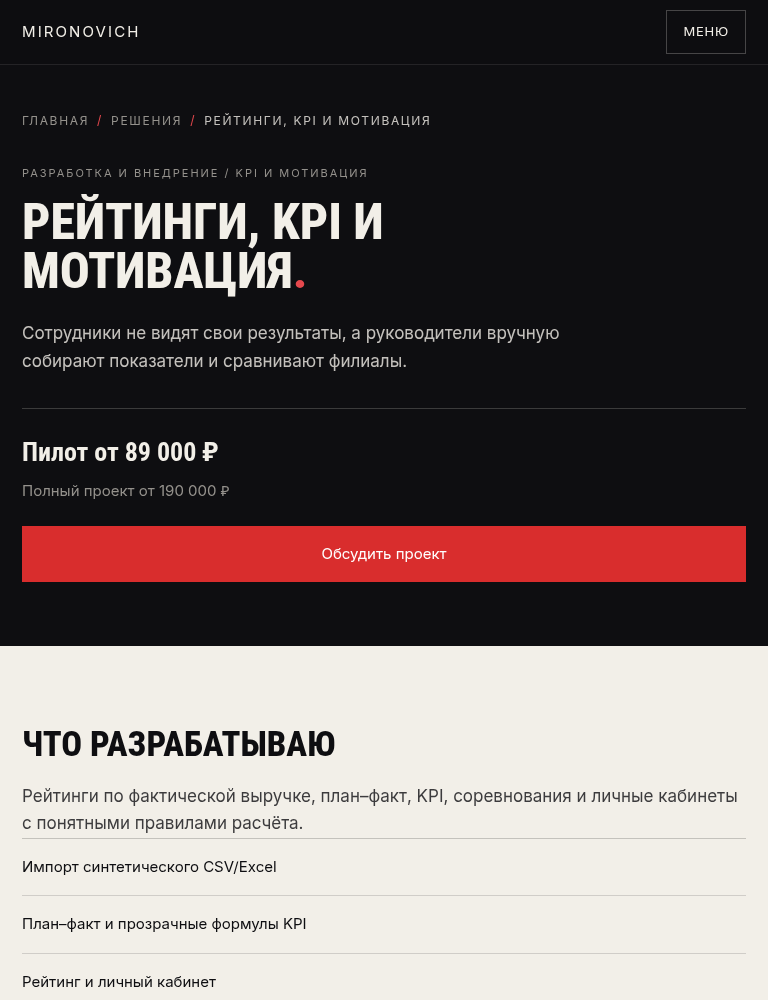 MIRONOVICH
МЕНЮ
ГЛАВНАЯ / РЕШЕНИЯ / РЕЙТИНГИ, KPI И МОТИВАЦИЯ
РАЗРАБОТКА И ВНЕДРЕНИЕ / KPI И МОТИВАЦИЯ
РЕЙТИНГИ, KPI И
МОТИВАЦИЯ.
Сотрудники не видят свои результаты, а руководители вручную
собирают показатели и сравнивают филиалы.
Пилот от 89 000 ₽
Полный проект от 190 000 ₽
Обсудить проект
ЧТО РАЗРАБАТЫВАЮ
Рейтинги по фактической выручке, план–факт, KPI, соревнования и личные кабинеты
с понятными правилами расчёта.
Импорт синтетического CSV/Excel
План–факт и прозрачные формулы KPI
Рейтинг и личный кабинет